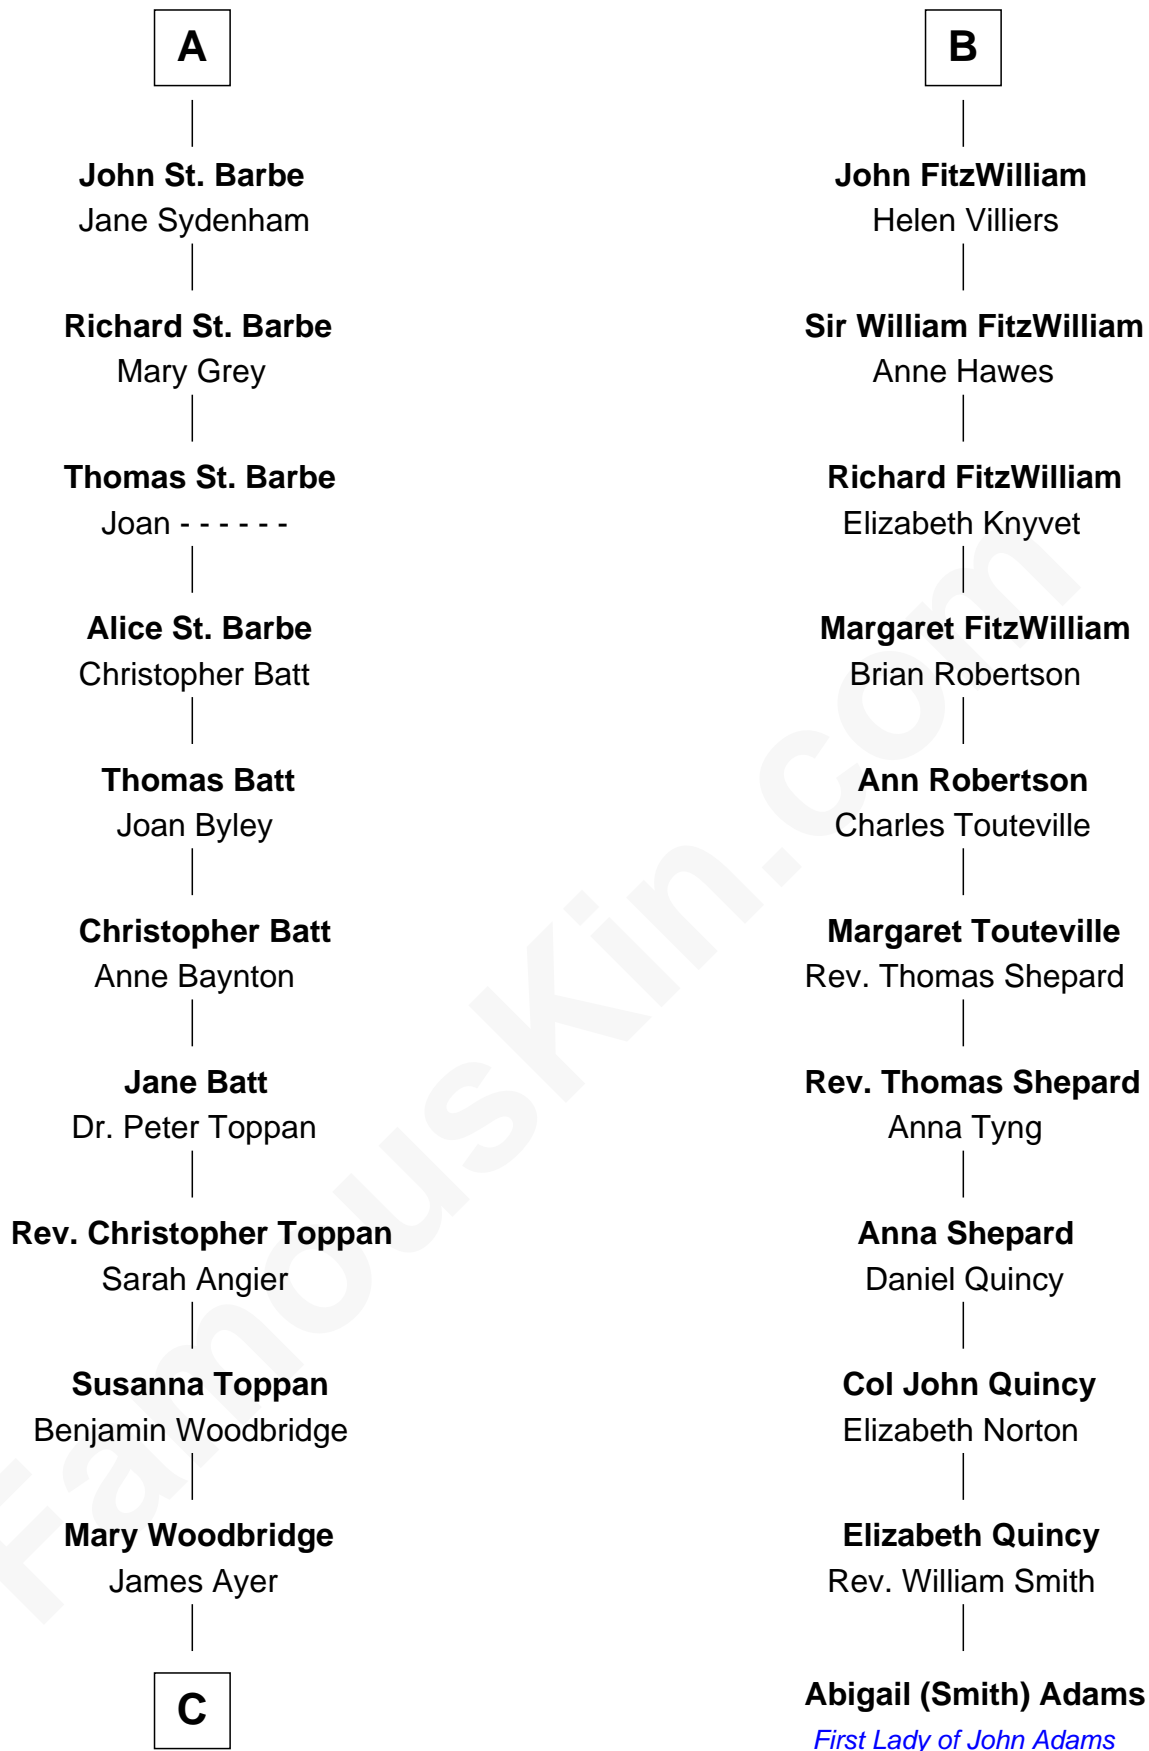 A
John St. Barbe
Jane Sydenham
Richard St. Barbe
Mary Grey
Thomas St. Barbe
Joan - - - - - -
Alice St. Barbe
Christopher Batt
Thomas Batt
Joan Byley
Christopher Batt
Anne Baynton
Jane Batt
Dr. Peter Toppan
Rev. Christopher Toppan
Sarah Angier
Susanna Toppan
Benjamin Woodbridge
Mary Woodbridge
James Ayer
C
B
John FitzWilliam
Helen Villiers
Sir William FitzWilliam
Anne Hawes
Richard FitzWilliam
Elizabeth Knyvet
Margaret FitzWilliam
Brian Robertson
Ann Robertson
Charles Touteville
Margaret Touteville
Rev. Thomas Shepard
Rev. Thomas Shepard
Anna Tyng
Anna Shepard
Daniel Quincy
Col John Quincy
Elizabeth Norton
Elizabeth Quincy
Rev. William Smith
Abigail (Smith) Adams
First Lady of John Adams
FamousKin.com